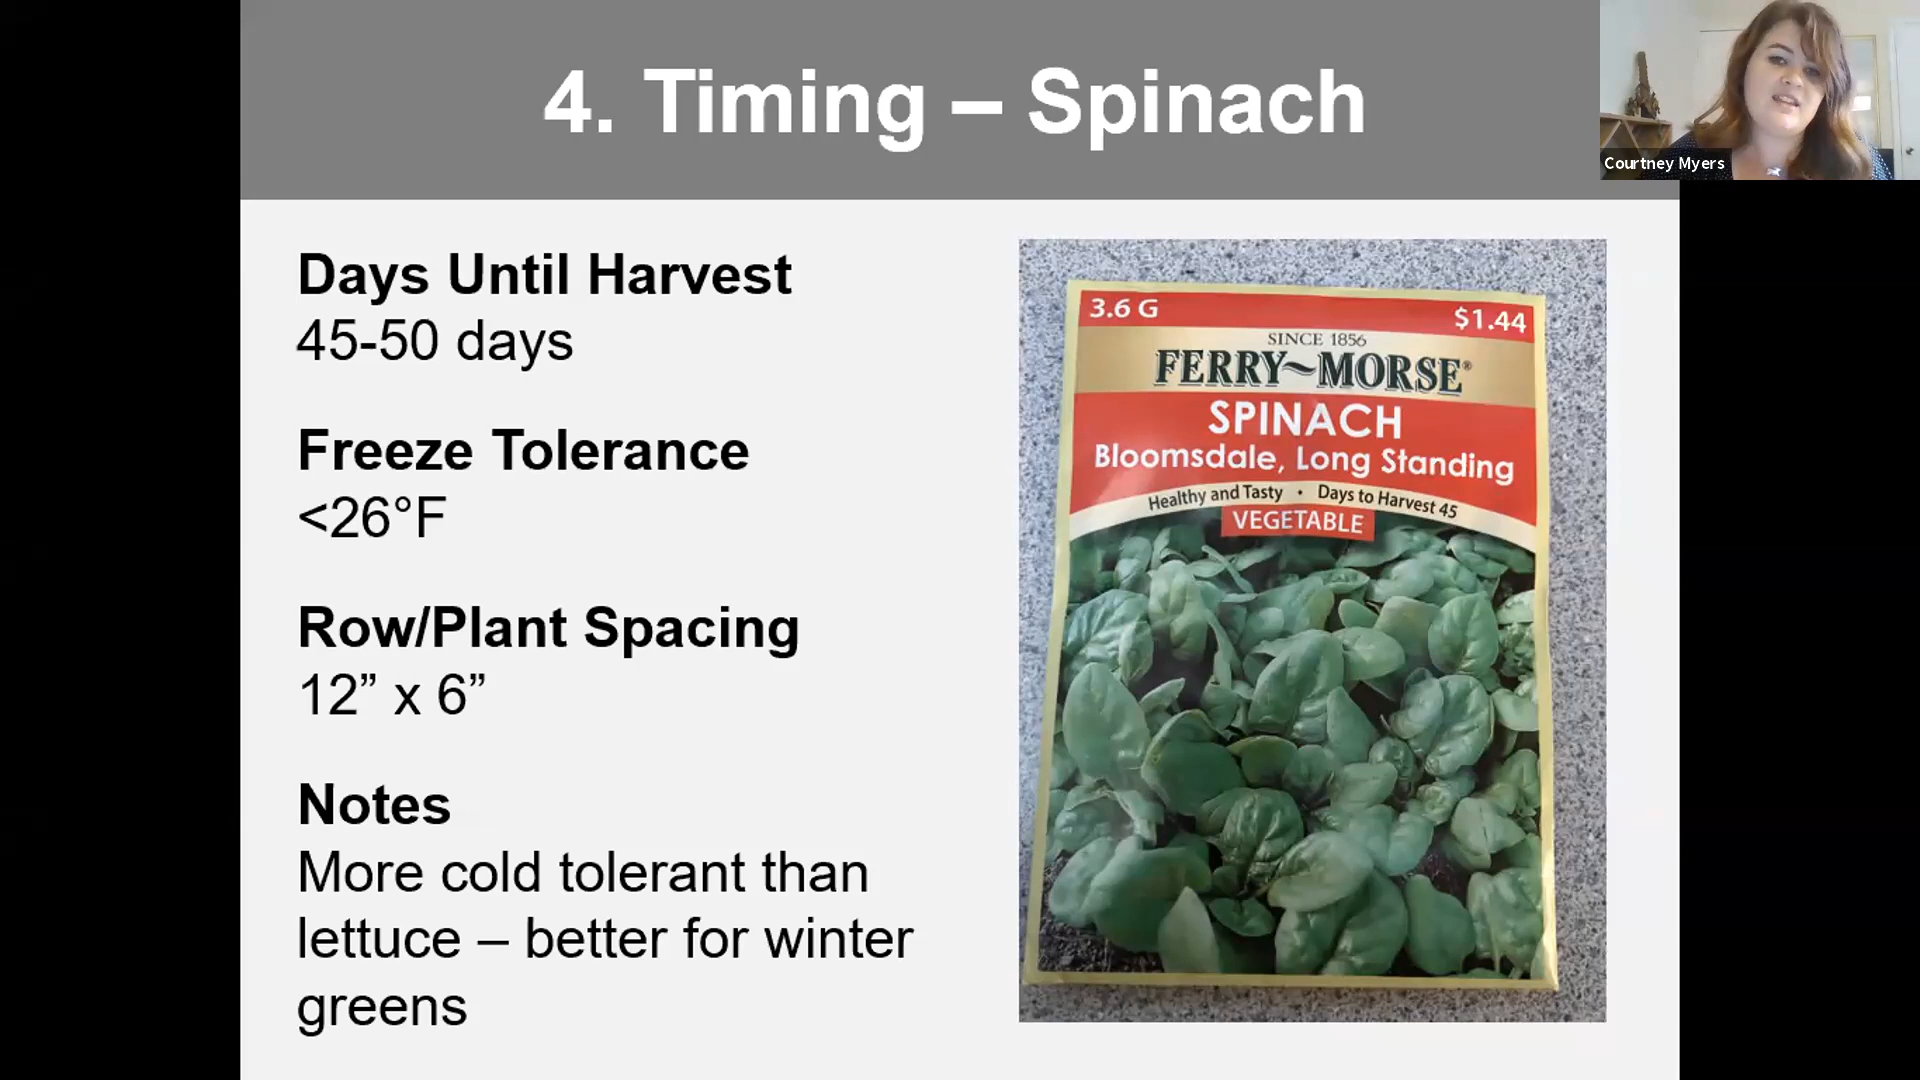 4. Timing – Spinach
Courtney Myers
Days Until Harvest
45-50 days
Freeze Tolerance
<26°F
Row/Plant Spacing
12” x 6”
Notes
More cold tolerant than
lettuce – better for winter
greens
3.6 G
$1.44
SINCE 1856
FERRY~MORSE®
SPINACH
Bloomsdale, Long Standing
Healthy and Tasty • Days to Harvest 45
VEGETABLE